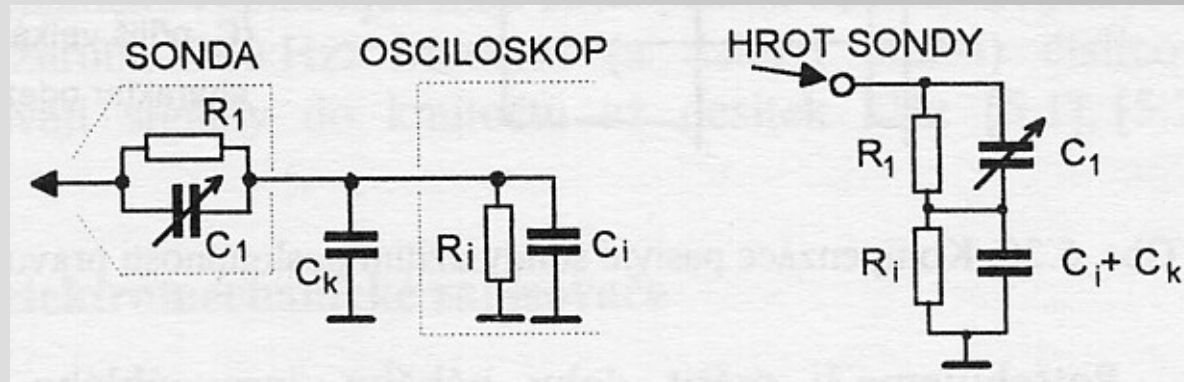 SONDA
OSCILOSKOP
HROT SONDY
R1
C1
Ck
Ri
Ci
R1
C1
Ri
Ci+ Ck